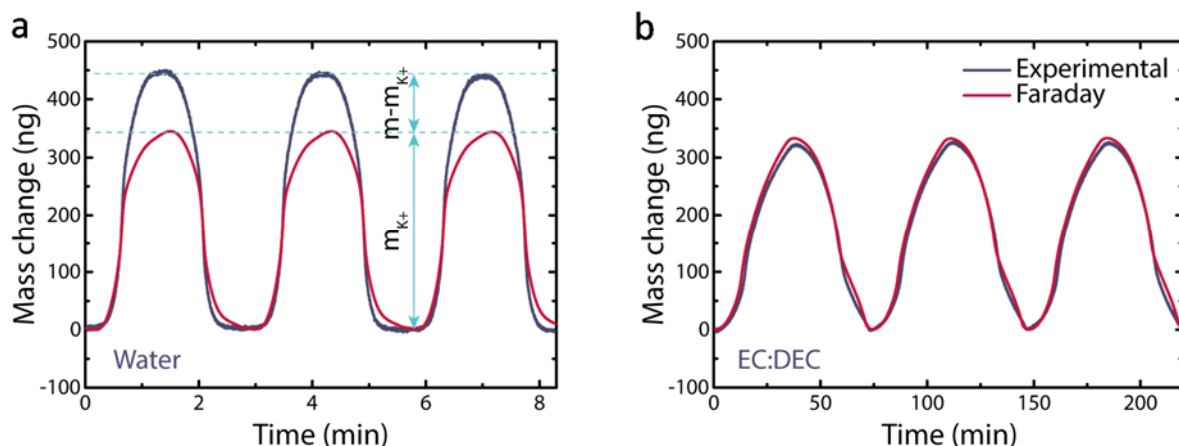 a
500
400
300
200
100
0
-100
Mass change (ng)
m-mK+
mK+
Water
0 2 4 6 8
Time (min)
b
500
400
300
200
100
0
-100
Mass change (ng)
Experimental
Faraday
EC:DEC
0 50 100 150 200
Time (min)